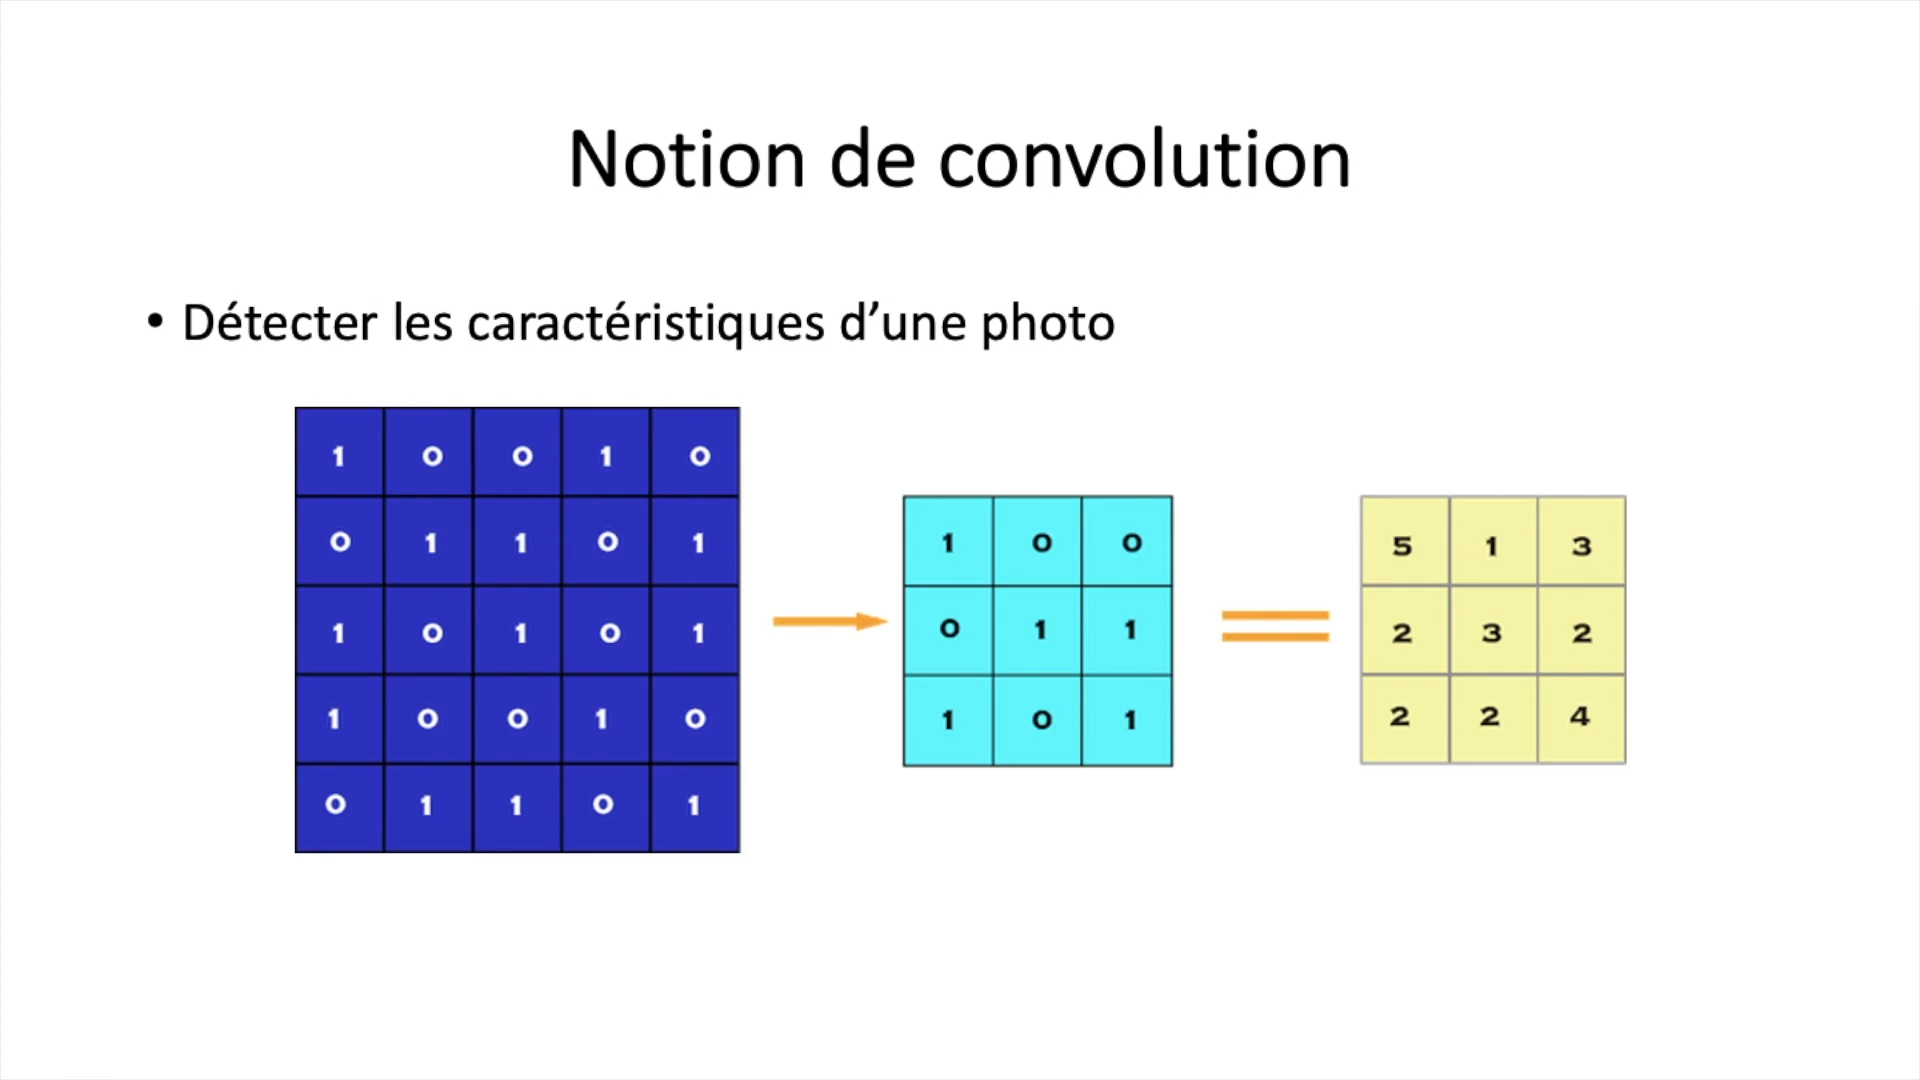 Notion de convolution
• Détecter les caractéristiques d’une photo
1 0 0 1 0
0 1 1 0 1
1 0 1 0 1
1 0 0 1 0
0 1 1 0 1
1 0 0
0 1 1
1 0 1
5 1 3
2 3 2
2 2 4